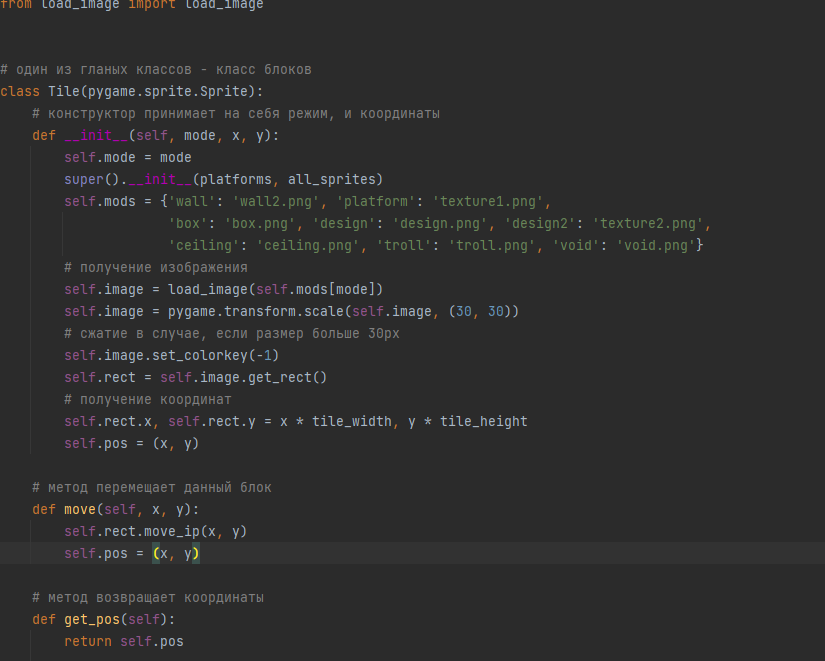 from load_image import load_image
# один из гланых классов - класс блоков
class Tile(pygame.sprite.Sprite):
# конструктор принимает на себя режим, и координаты
def __init__(self, mode, x, y):
self.mode = mode
super().__init__(platforms, all_sprites)
self.mods = {'wall': 'wall2.png', 'platform': 'texture1.png',
'box': 'box.png', 'design': 'design.png', 'design2': 'texture2.png',
'ceiling': 'ceiling.png', 'troll': 'troll.png', 'void': 'void.png'}
# получение изображения
self.image = load_image(self.mods[mode])
self.image = pygame.transform.scale(self.image, (30, 30))
# сжатие в случае, если размер больше 30px
self.image.set_colorkey(-1)
self.rect = self.image.get_rect()
# получение координат
self.rect.x, self.rect.y = x * tile_width, y * tile_height
self.pos = (x, y)
# метод перемещает данный блок
def move(self, x, y):
self.rect.move_ip(x, y)
self.pos = (x, y)
# метод возвращает координаты
def get_pos(self):
return self.pos